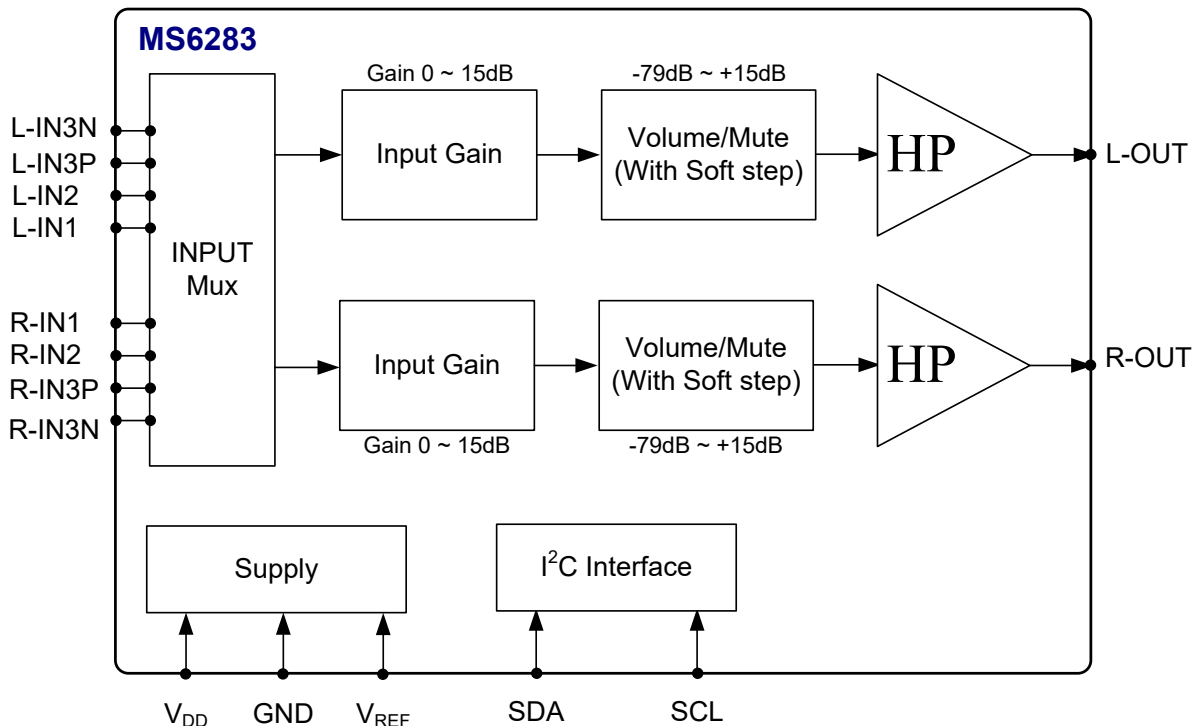 MS6283
Gain 0 ~ 15dB
-79dB ~ +15dB
L-IN3N
L-IN3P
L-IN2
L-IN1
INPUT
Mux
Input Gain
Volume/Mute
(With Soft step)
HP
L-OUT
R-IN1
R-IN2
R-IN3P
R-IN3N
Input Gain
Volume/Mute
(With Soft step)
HP
R-OUT
Gain 0 ~ 15dB
-79dB ~ +15dB
Supply
I²C Interface
V_DD
GND
V_REF
SDA
SCL